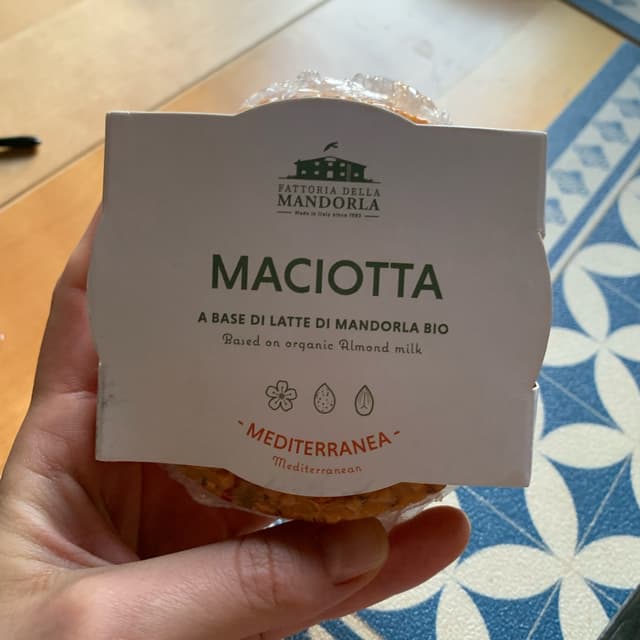 FATTORIA DELLA
MANDORLA
Made in Italy since 1982
MACIOTTA
A BASE DI LATTE DI MANDORLA BIO
Based on organic Almond milk
- MEDITERRANEA -
Mediterranean